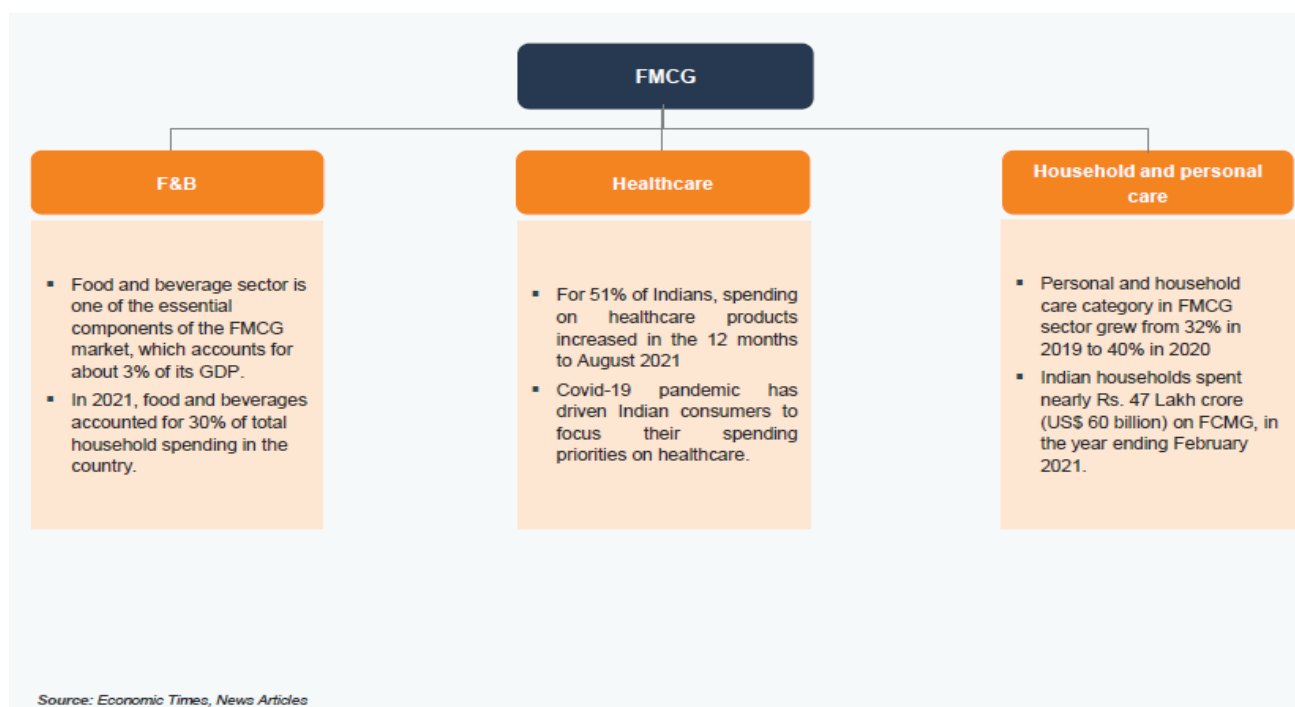 FMCG
F&B
Healthcare
Household and personal
care
▪ Food and beverage sector is
one of the essential
components of the FMCG
market, which accounts for
about 3% of its GDP.
▪ In 2021, food and beverages
accounted for 30% of total
household spending in the
country.
▪ For 51% of Indians, spending
on healthcare products
increased in the 12 months
to August 2021
▪ Covid-19 pandemic has
driven Indian consumers to
focus their spending
priorities on healthcare.
▪ Personal and household
care category in FMCG
sector grew from 32% in
2019 to 40% in 2020
▪ Indian households spent
nearly Rs. 47 Lakh crore
(US$ 60 billion) on FCMG, in
the year ending February
2021.
Source: Economic Times, News Articles